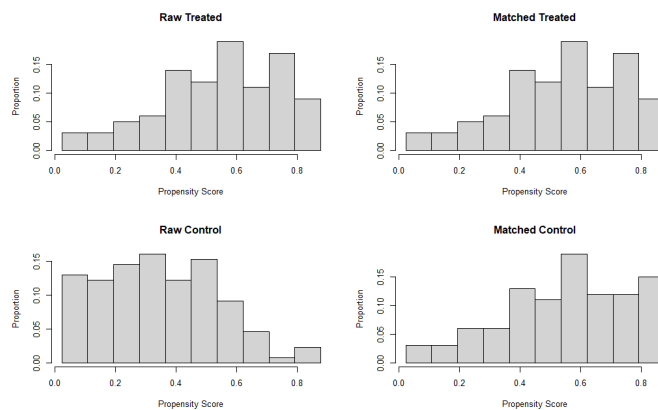 Raw Treated
Proportion
0.00 0.05 0.10 0.15
0.0 0.2 0.4 0.6 0.8
Propensity Score
Matched Treated
Proportion
0.00 0.05 0.10 0.15
0.0 0.2 0.4 0.6 0.8
Propensity Score
Raw Control
Proportion
0.00 0.05 0.10 0.15
0.0 0.2 0.4 0.6 0.8
Propensity Score
Matched Control
Proportion
0.00 0.05 0.10 0.15
0.0 0.2 0.4 0.6 0.8
Propensity Score